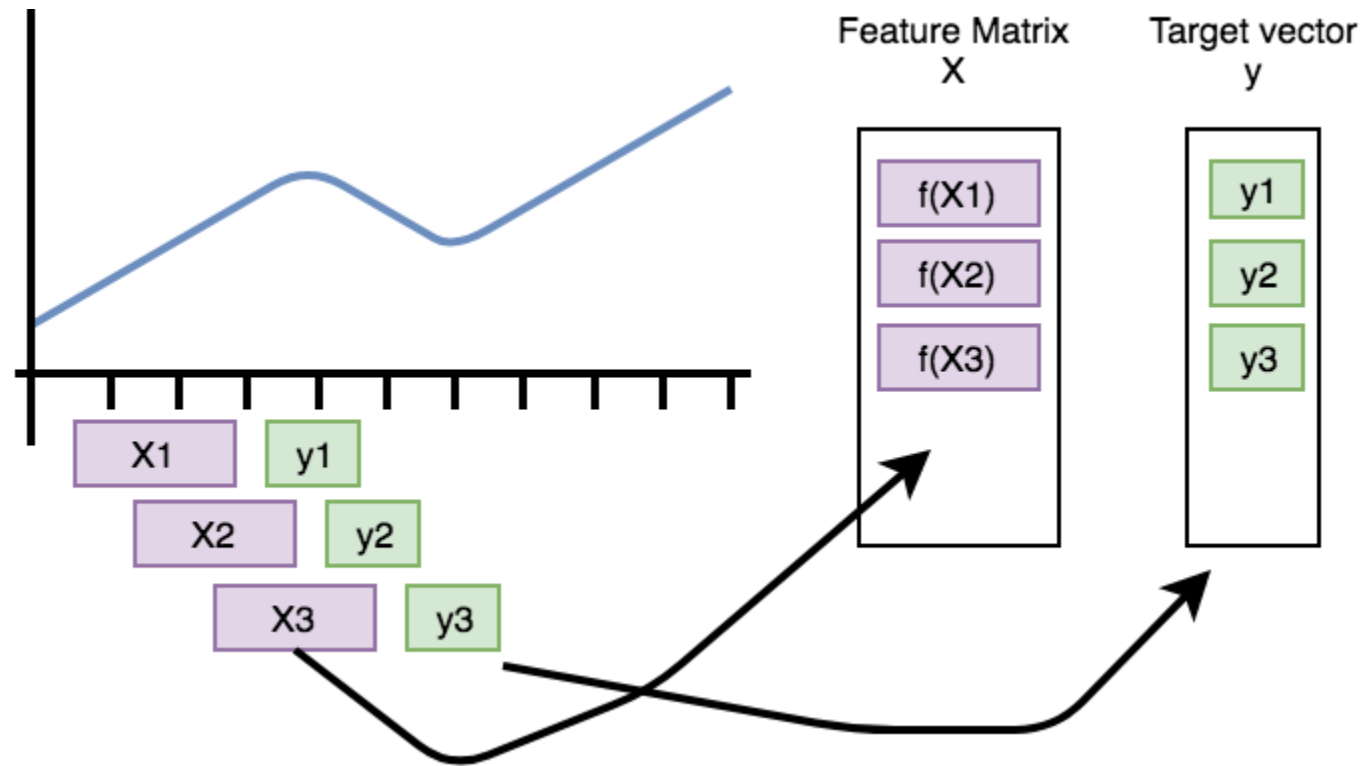 Feature Matrix
X
Target vector
y
f(X1)
y1
f(X2)
y2
f(X3)
y3
X1
y1
X2
y2
X3
y3